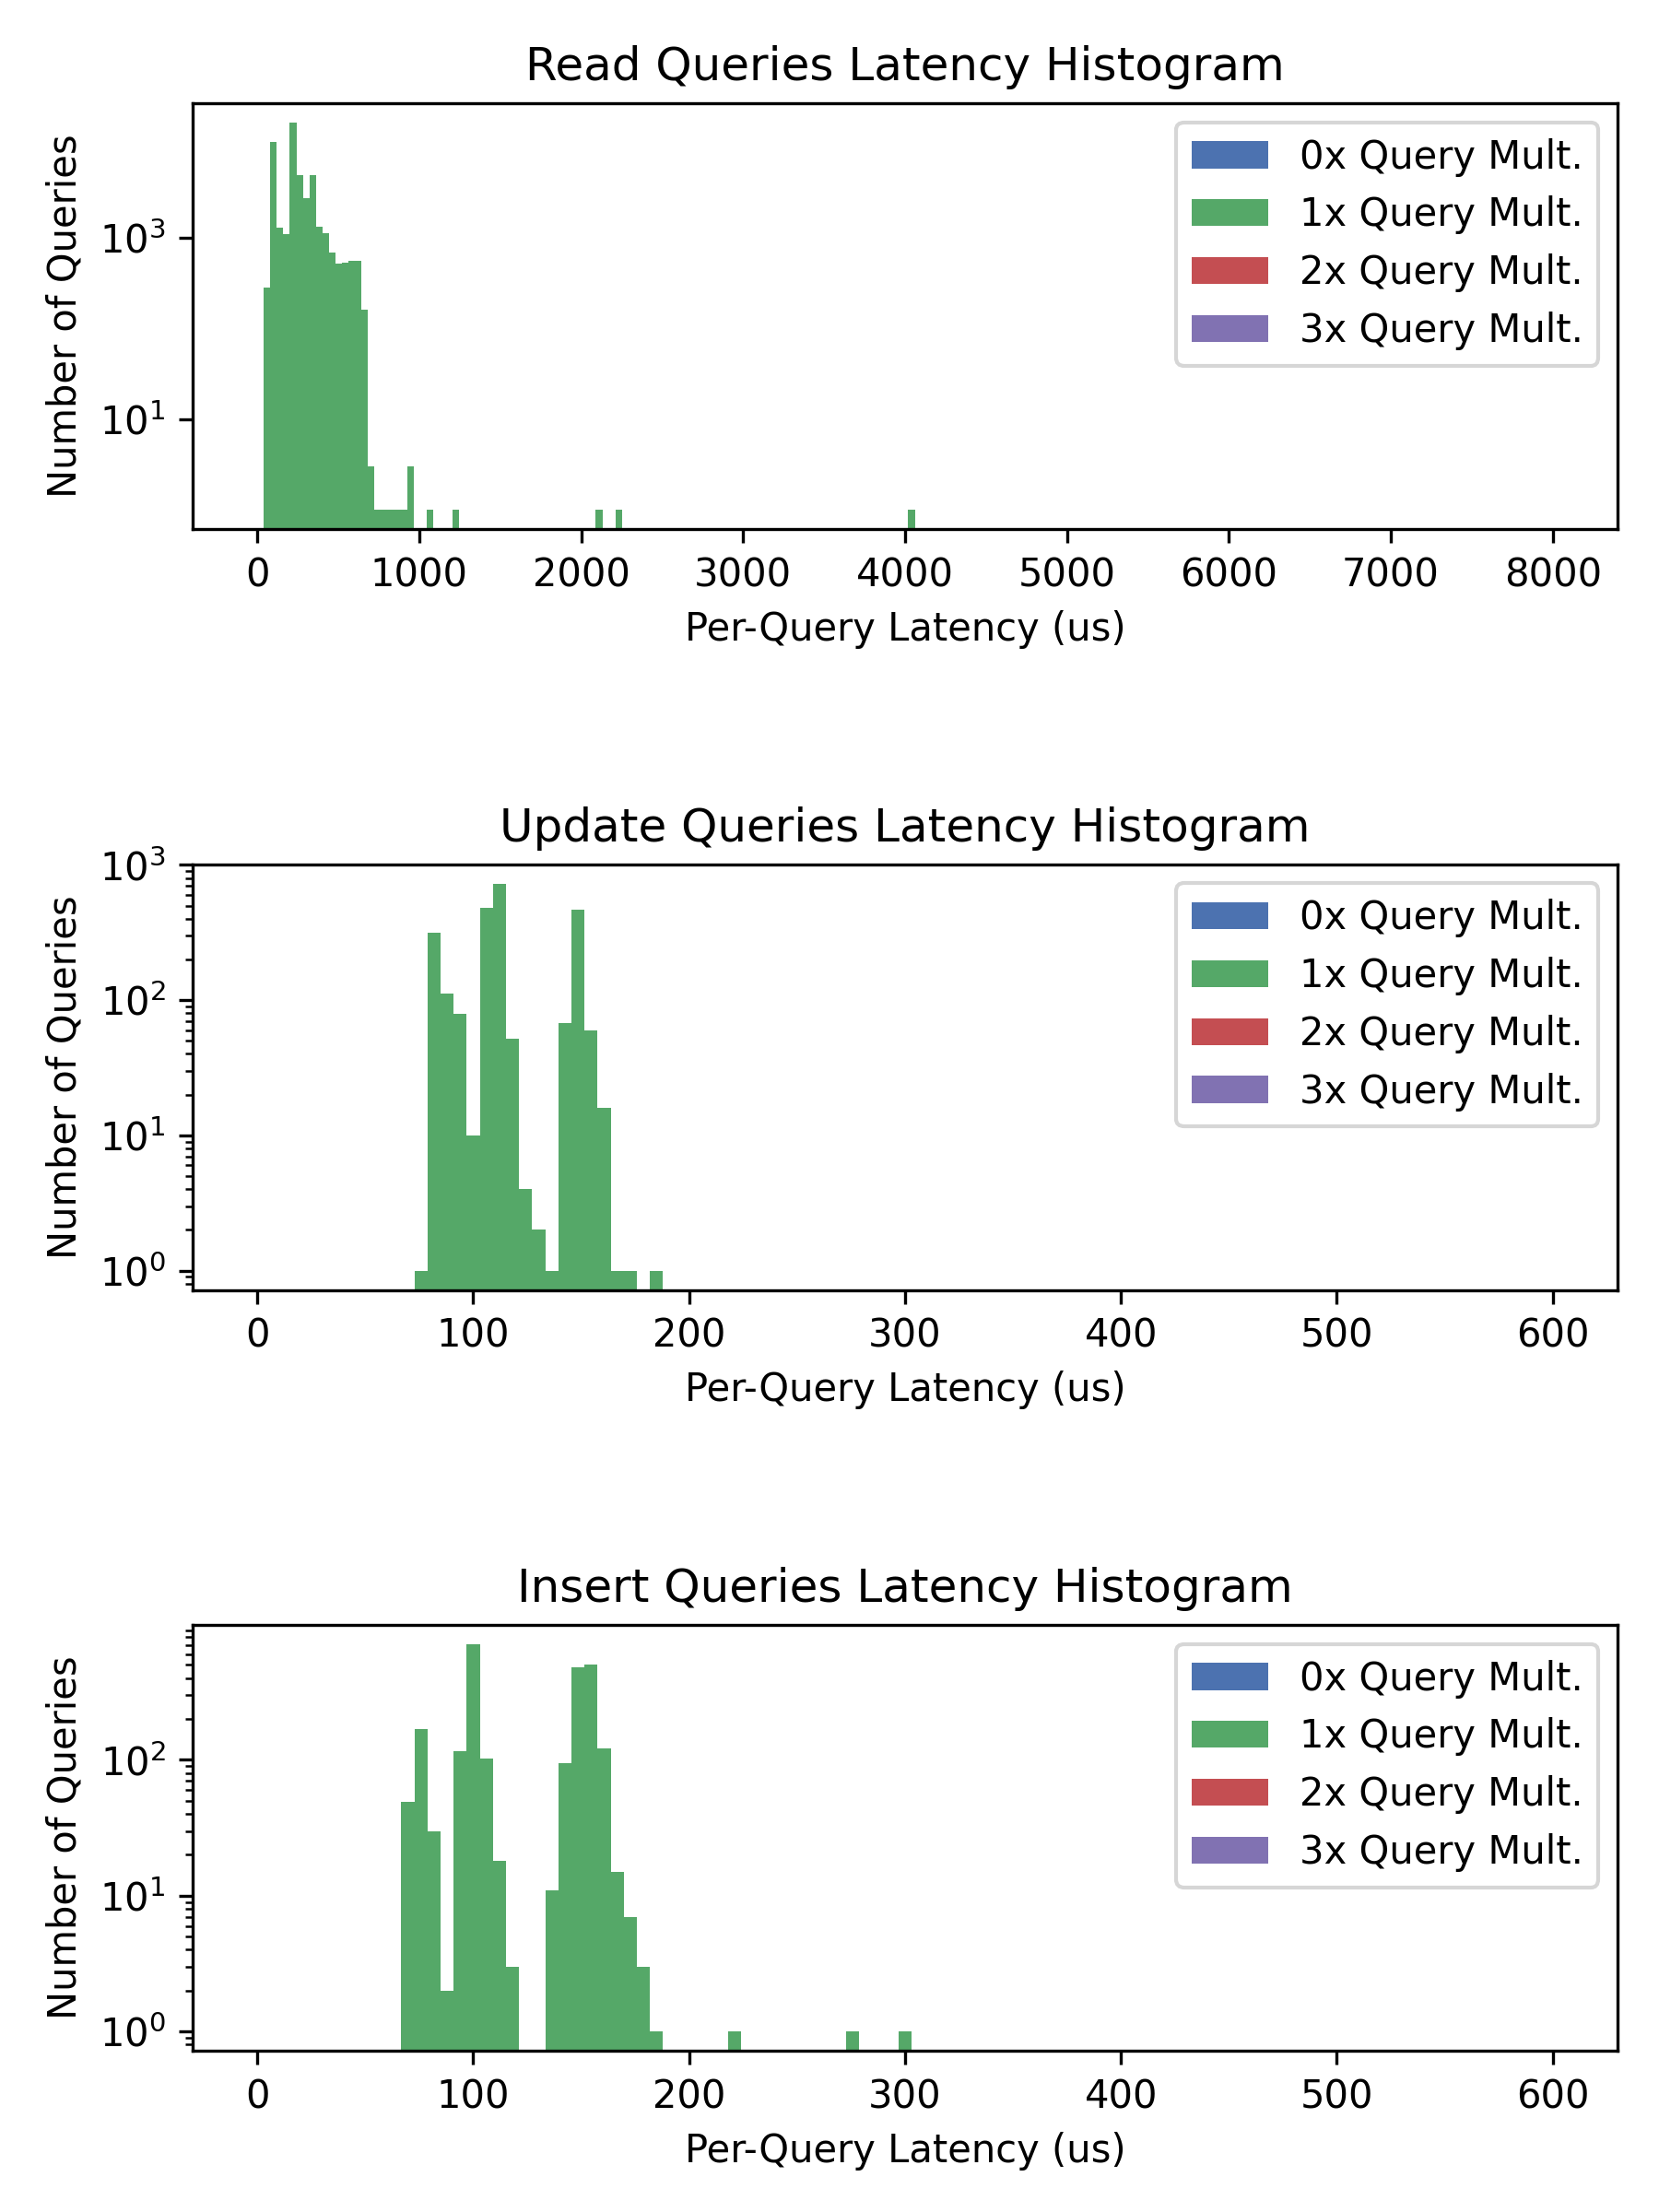 Read Queries Latency Histogram
Number of Queries
10³
10¹
0x Query Mult.
1x Query Mult.
2x Query Mult.
3x Query Mult.
0 1000 2000 3000 4000 5000 6000 7000 8000
Per-Query Latency (us)
Update Queries Latency Histogram
Number of Queries
10³
10²
10¹
10⁰
0x Query Mult.
1x Query Mult.
2x Query Mult.
3x Query Mult.
0 100 200 300 400 500 600
Per-Query Latency (us)
Insert Queries Latency Histogram
Number of Queries
10²
10¹
10⁰
0x Query Mult.
1x Query Mult.
2x Query Mult.
3x Query Mult.
0 100 200 300 400 500 600
Per-Query Latency (us)